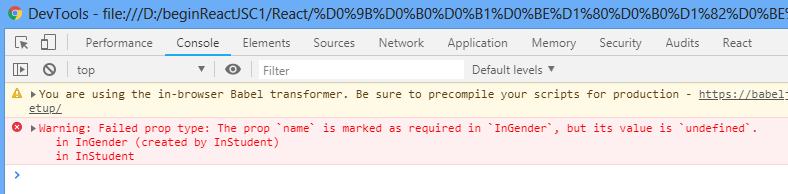 DevTools - file:///D:/beginReactJSC1/React/%D0%9B%D0%B0%D0%B1%D0%BE%D1%80%D0%B0%D1%82%D0%BE
Performance Console Elements Sources Network Application Memory Security Audits React
top Filter Default levels
You are using the in-browser Babel transformer. Be sure to precompile your scripts for production - https://babelj
etup/
Warning: Failed prop type: The prop `name` is marked as required in `InGender`, but its value is `undefined`.
in InGender (created by InStudent)
in InStudent